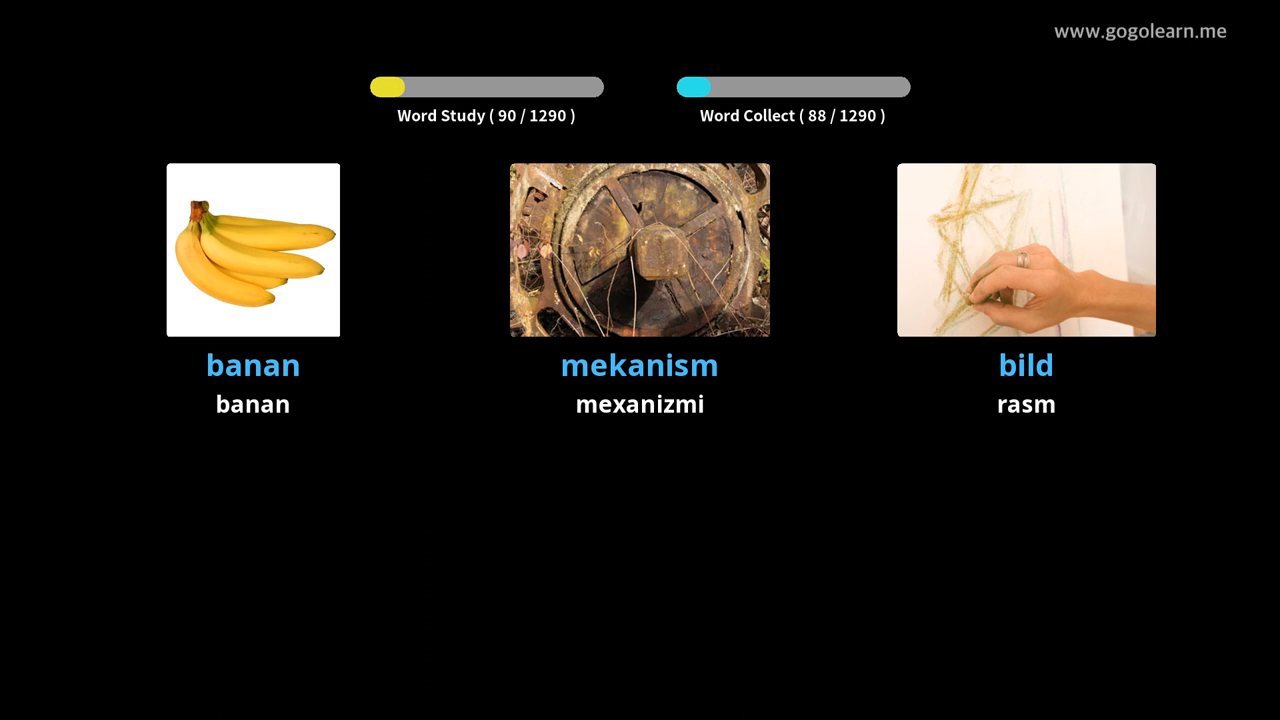 www.gogolearn.me
Word Study ( 90 / 1290 )
Word Collect ( 88 / 1290 )
banan
banan
mekanism
mexanizmi
bild
rasm